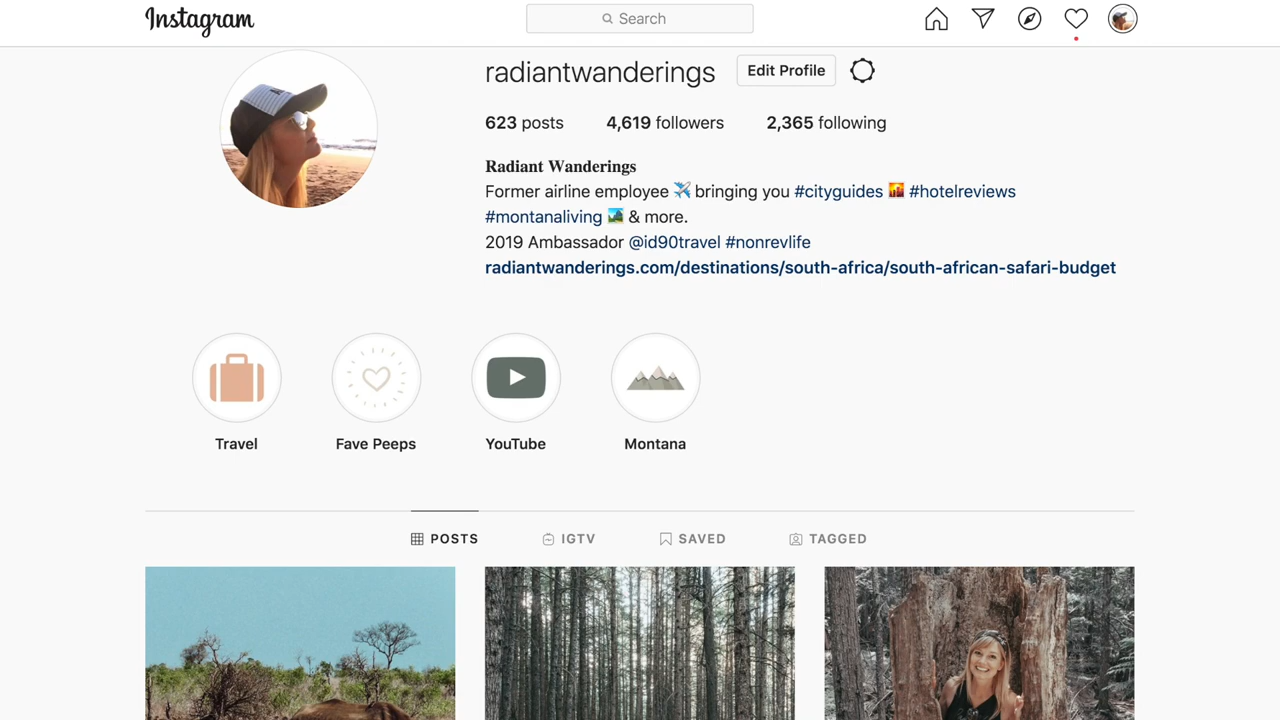 Instagram
Search
radiantwanderings
Edit Profile
623 posts
4,619 followers
2,365 following
Radiant Wanderings
Former airline employee ✈️ bringing you #cityguides 🌇 #hotelreviews
#montanaliving 🏞️ & more.
2019 Ambassador @id90travel #nonrevlife
radiantwanderings.com/destinations/south-africa/south-african-safari-budget
Travel
Fave Peeps
YouTube
Montana
POSTS
IGTV
SAVED
TAGGED